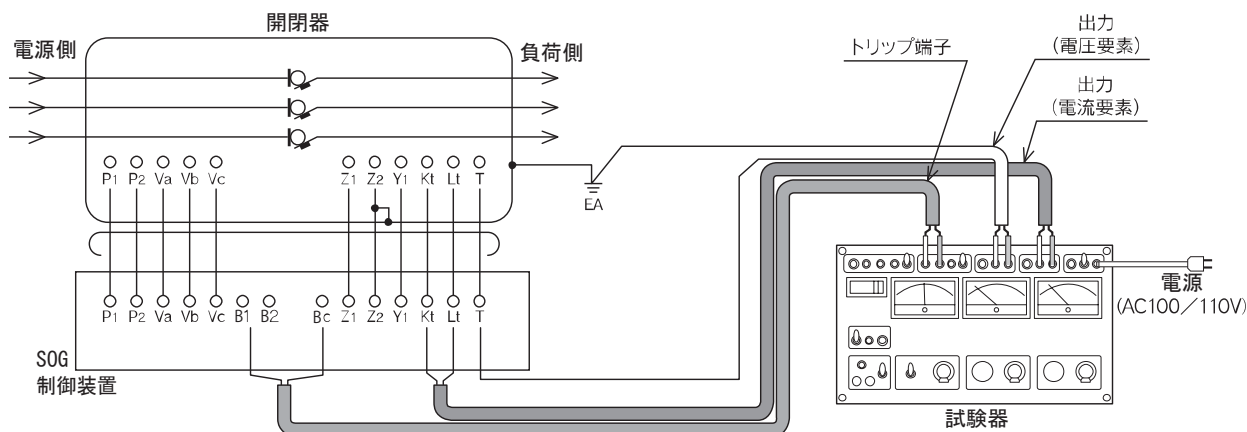 開閉器
電源側
負荷側
トリップ端子
出力
(電圧要素)
出力
(電流要素)
P1 P2 Va Vb Vc Z1 Z2 Y1 Kt Lt T
EA
P1 P2 Va Vb Vc B1 B2 Bc Z1 Z2 Y1 Kt Lt T
SOG
制御装置
電源
(AC100／110V)
試験器